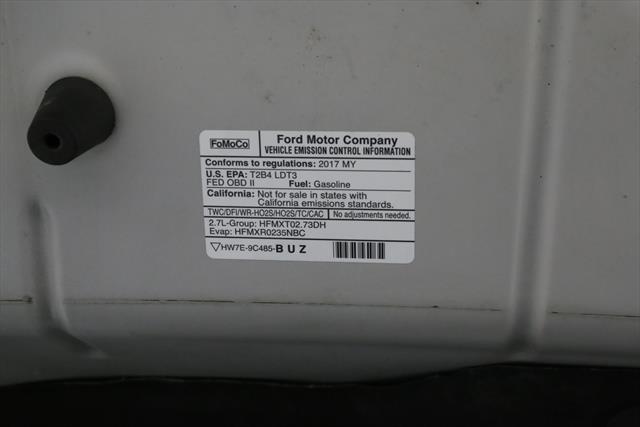 FoMoCo
Ford Motor Company
VEHICLE EMISSION CONTROL INFORMATION
Conforms to regulations: 2017 MY
U.S. EPA: T2B4 LDT3
FED OBD II Fuel: Gasoline
California: Not for sale in states with
California emissions standards.
TWC/DFI/WR-HO2S/HO2S/TC/CAC No adjustments needed.
2.7L-Group: HFMXT02.73DH
Evap: HFMXR0235NBC
HW7E-9C485-BUZ